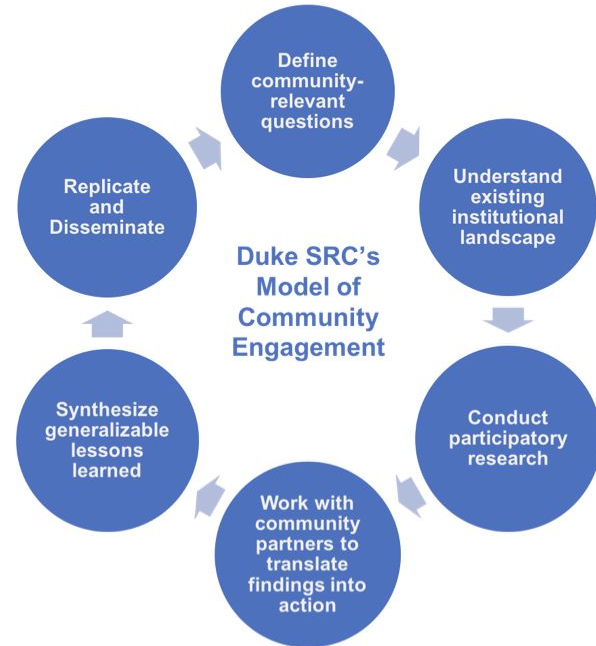 Define
community-
relevant
questions
Understand
existing
institutional
landscape
Conduct
participatory
research
Work with
community
partners to
translate
findings into
action
Synthesize
generalizable
lessons
learned
Replicate
and
Disseminate
Duke SRC’s
Model of
Community
Engagement